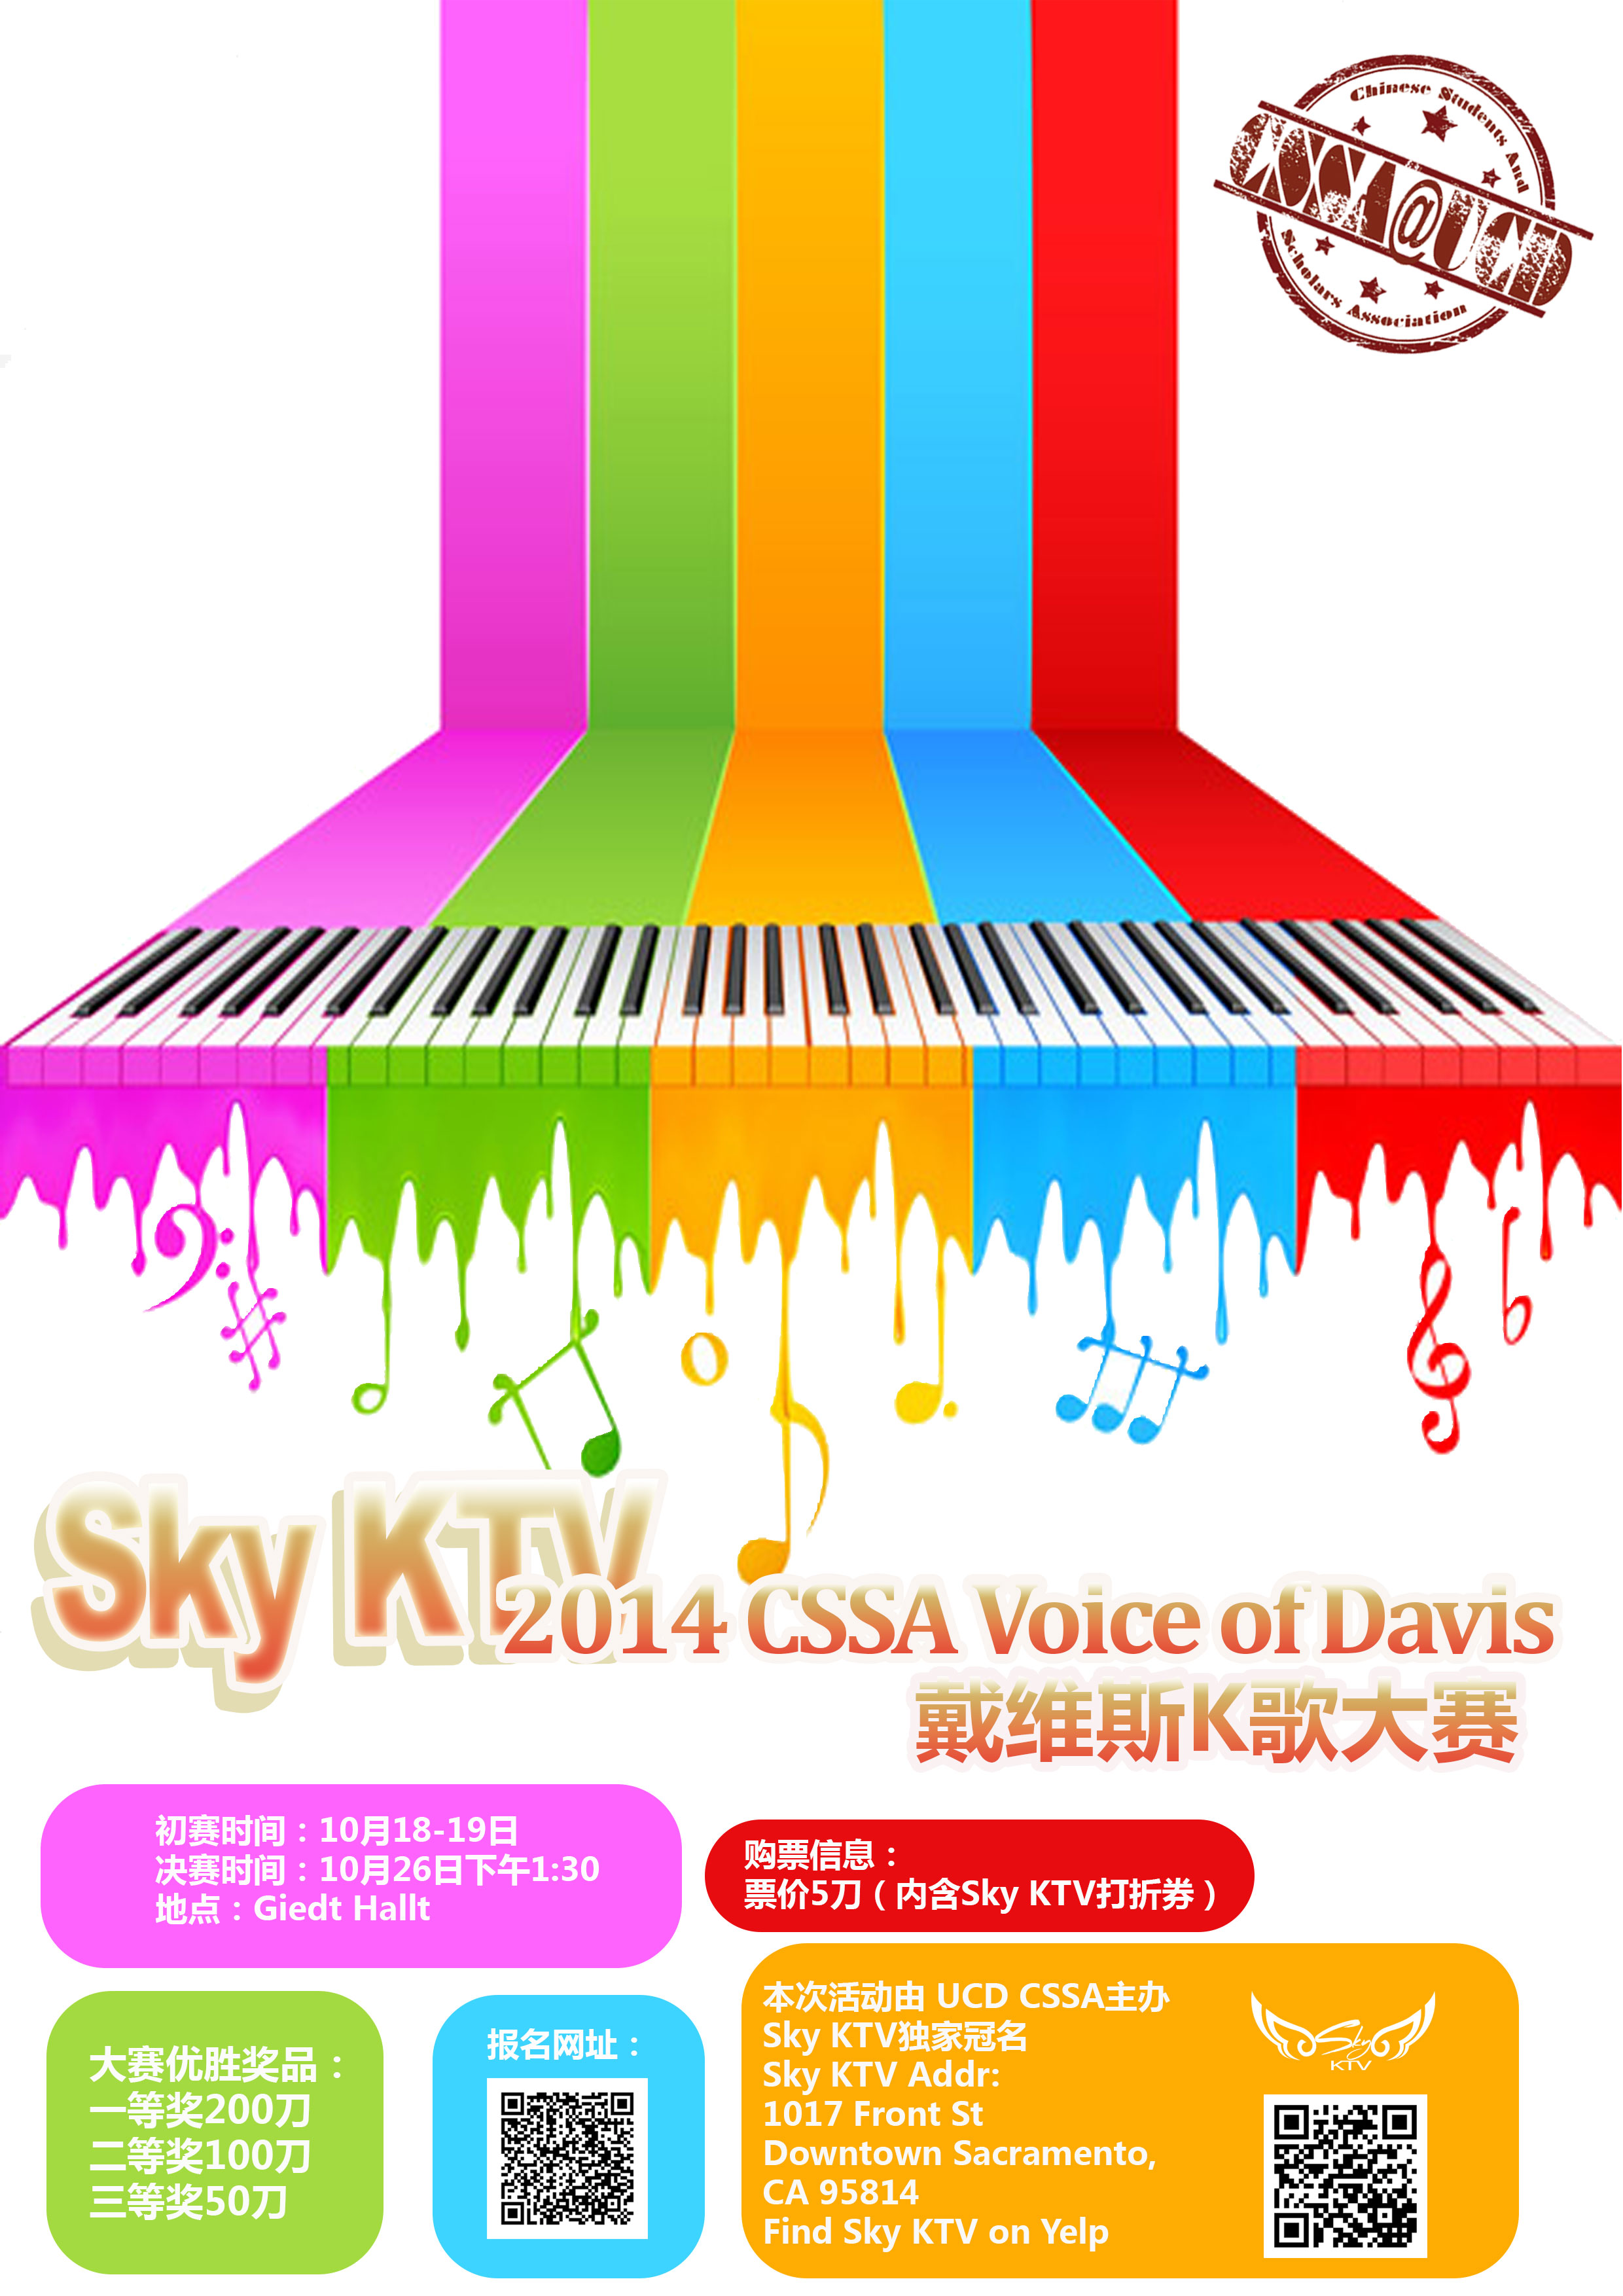 Chinese Students And
CSSA@UCD
Scholars Association
Sky KTV
2014 CSSA Voice of Davis
戴维斯K歌大赛
初赛时间：10月18-19日
决赛时间：10月26日下午1:30
地点：Giedt Hallt
购票信息：
票价5刀（内含Sky KTV打折券）
大赛优胜奖品：
一等奖200刀
二等奖100刀
三等奖50刀
报名网址：
本次活动由 UCD CSSA主办
Sky KTV独家冠名
Sky KTV Addr:
1017 Front St
Downtown Sacramento,
CA 95814
Find Sky KTV on Yelp
Sky
KTV